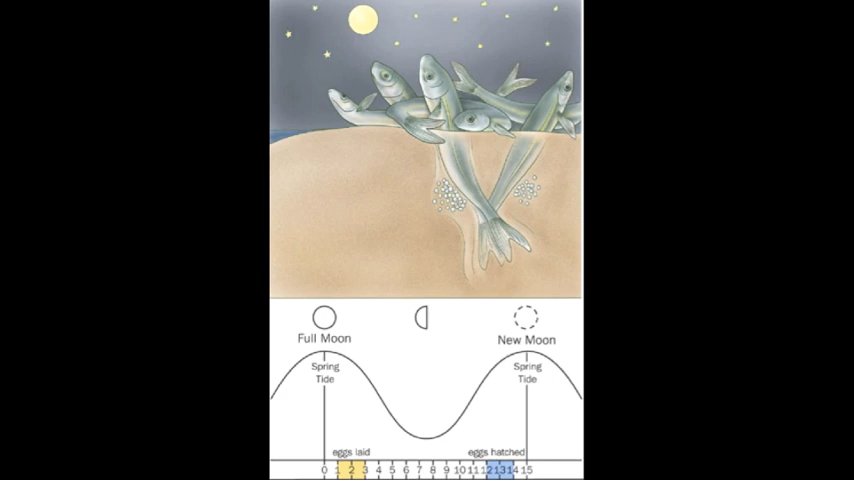 Full Moon
New Moon
Spring
Tide
Spring
Tide
eggs laid
eggs hatched
0 1 2 3 4 5 6 7 8 9 10 11 12 13 14 15